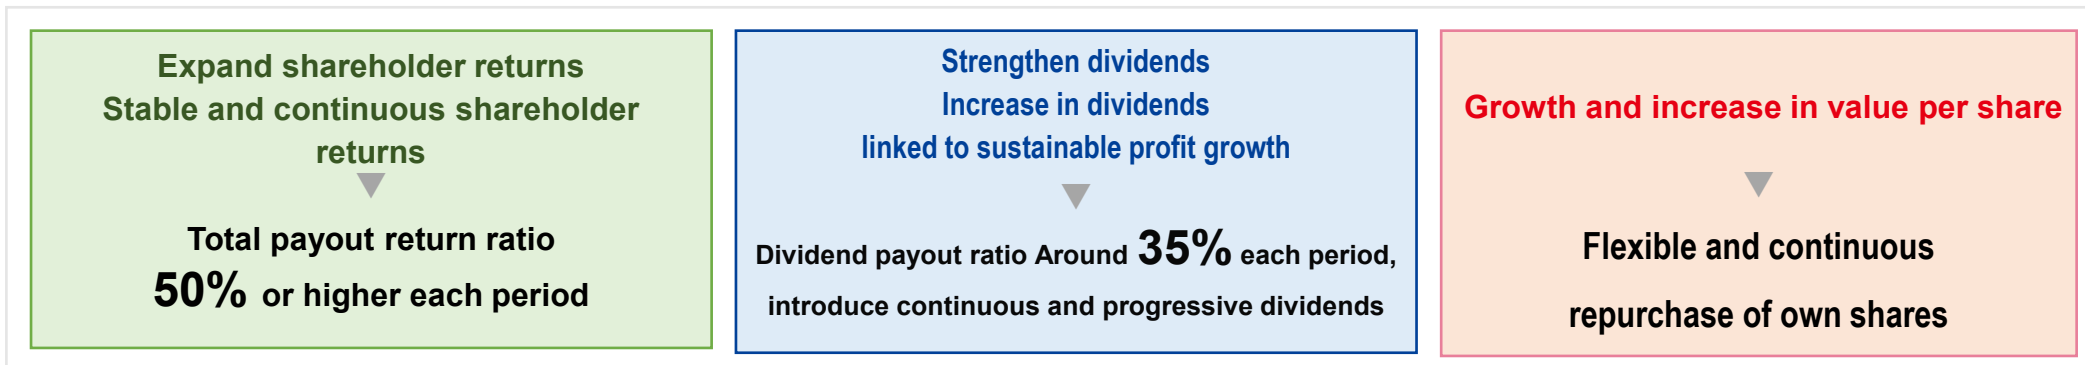 Expand shareholder returns
Stable and continuous shareholder
returns
Total payout return ratio
50% or higher each period
Strengthen dividends
Increase in dividends
linked to sustainable profit growth
Dividend payout ratio Around 35% each period,
introduce continuous and progressive dividends
Growth and increase in value per share
Flexible and continuous
repurchase of own shares